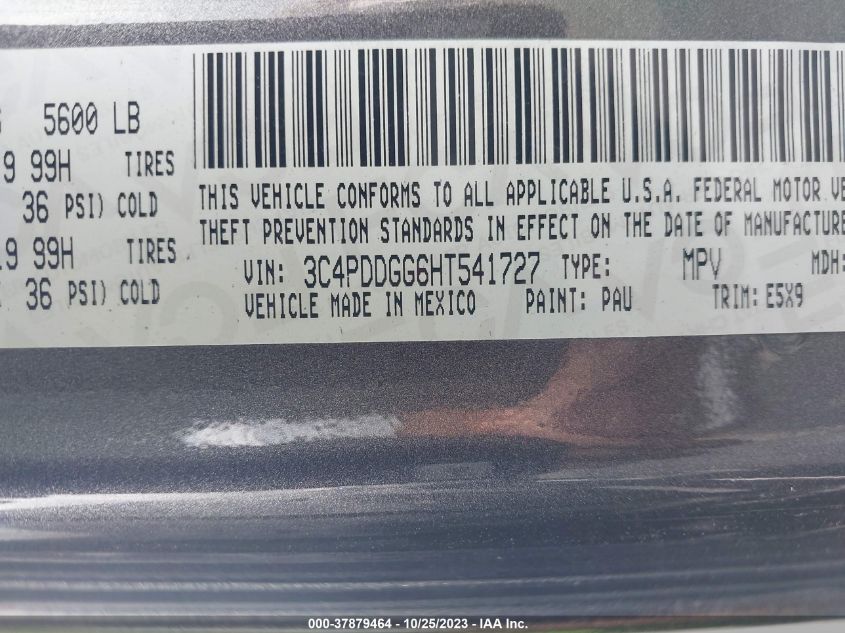 5600 LB
9 99H TIRES
36 PSI) COLD
.9 99H TIRES
36 PSI) COLD
THIS VEHICLE CONFORMS TO ALL APPLICABLE U.S.A. FEDERAL MOTOR VE
THEFT PREVENTION STANDARDS IN EFFECT ON THE DATE OF MANUFACTURE
VIN: 3C4PDDGG6HT541727 TYPE: MPV MDH:
VEHICLE MADE IN MEXICO PAINT: PAU TRIM: E5X9
000-37879464 - 10/25/2023 - IAA Inc.